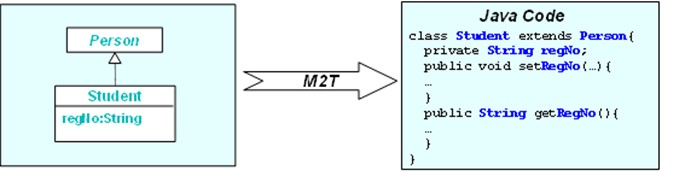 Person
Student
regNo:String
M2T
Java Code
class Student extends Person{
private String regNo;
public void setRegNo(…){
…
}
public String getRegNo(){
…
}
}